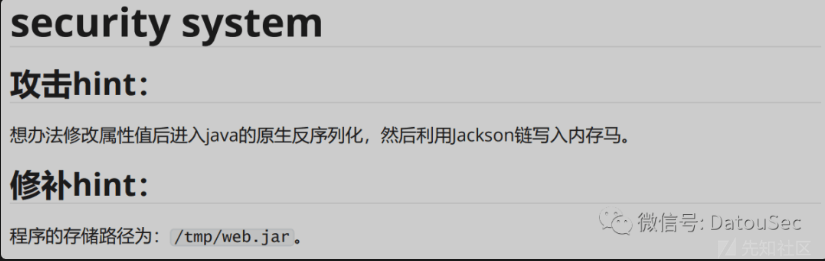 security system
攻击hint：
想办法修改属性值后进入java的原生反序列化，然后利用Jackson链写入内存马。
修补hint：
程序的存储路径为：/tmp/web.jar。
微信号: DatouSec
先知社区